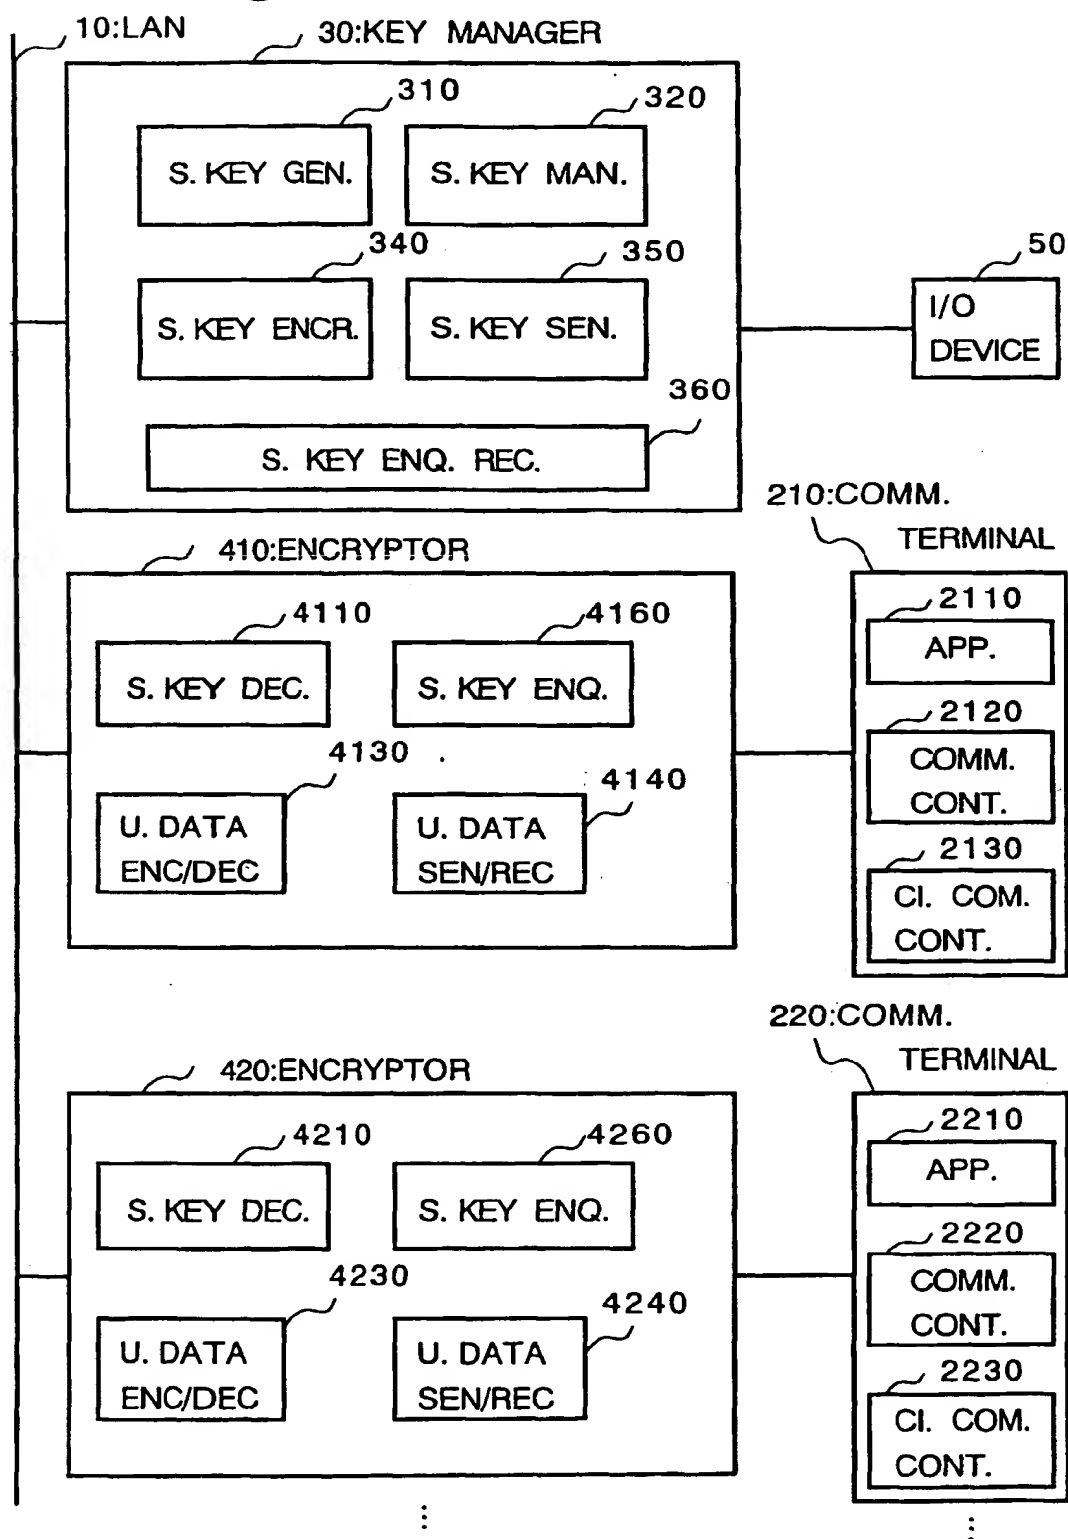 10:LAN
30:KEY MANAGER
310
320
S. KEY GEN.
S. KEY MAN.
340
350
50
S. KEY ENCR.
S. KEY SEN.
I/O
DEVICE
360
S. KEY ENQ. REC.
210:COMM.
TERMINAL
410:ENCRYPTOR
4110
4160
2110
S. KEY DEC.
S. KEY ENQ.
APP.
2120
4130
4140
COMM.
CONT.
U. DATA
ENC/DEC
U. DATA
SEN/REC
2130
CI. COM.
CONT.
220:COMM.
TERMINAL
420:ENCRYPTOR
4210
4260
2210
S. KEY DEC.
S. KEY ENQ.
APP.
2220
4230
4240
COMM.
CONT.
U. DATA
ENC/DEC
U. DATA
SEN/REC
2230
CI. COM.
CONT.